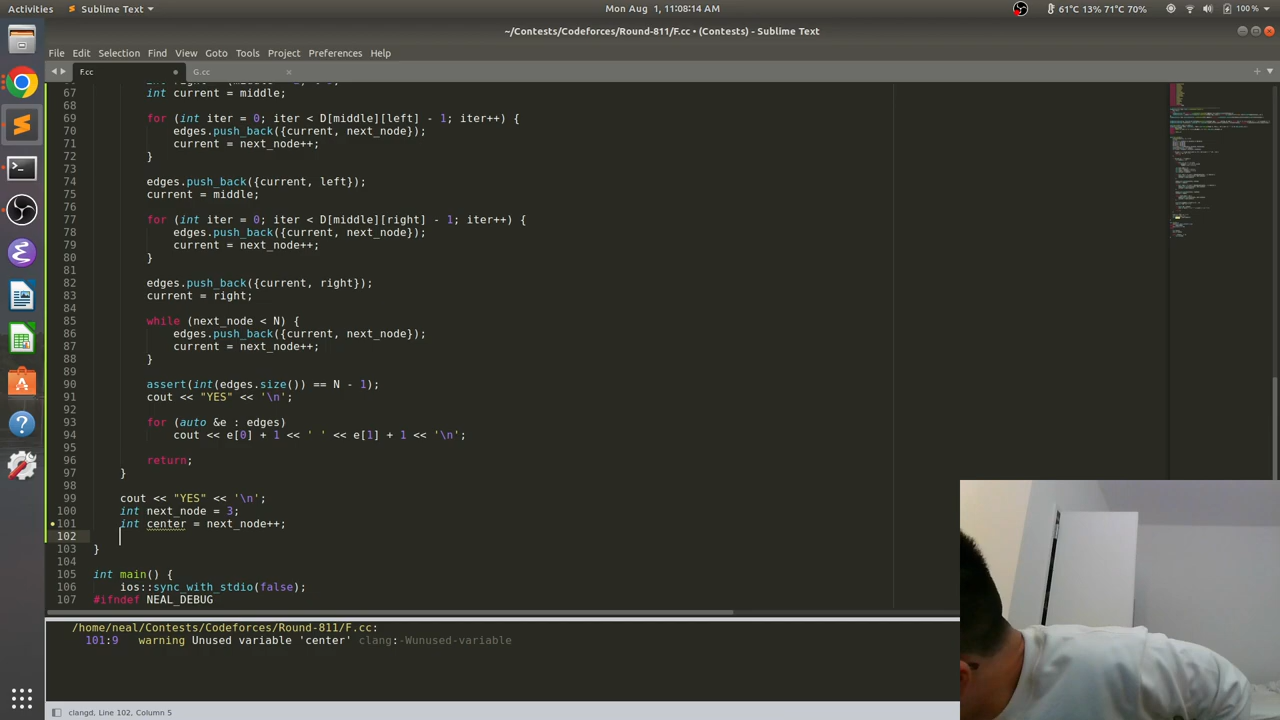 Activities
Sublime Text
Mon Aug 1, 11:08:14 AM
61°C 13% 71°C 70%
100 %
~/Contests/Codeforces/Round-811/F.cc • (Contests) - Sublime Text
File Edit Selection Find View Goto Tools Project Preferences Help
F.cc
G.cc
67 int current = middle;
68
69 for (int iter = 0; iter < D[middle][left] - 1; iter++) {
70 edges.push_back({current, next_node});
71 current = next_node++;
72 }
73
74 edges.push_back({current, left});
75 current = middle;
76
77 for (int iter = 0; iter < D[middle][right] - 1; iter++) {
78 edges.push_back({current, next_node});
79 current = next_node++;
80 }
81
82 edges.push_back({current, right});
83 current = right;
84
85 while (next_node < N) {
86 edges.push_back({current, next_node});
87 current = next_node++;
88 }
89
90 assert(int(edges.size()) == N - 1);
91 cout << "YES" << '\n';
92
93 for (auto &e : edges)
94 cout << e[0] + 1 << ' ' << e[1] + 1 << '\n';
95
96 return;
97 }
98
99 cout << "YES" << '\n';
100 int next_node = 3;
101 int center = next_node++;
102
103 }
104
105 int main() {
106 ios::sync_with_stdio(false);
107 #ifndef NEAL_DEBUG
/home/neal/Contests/Codeforces/Round-811/F.cc:
101:9 warning Unused variable 'center' clang:-Wunused-variable
clangd, Line 102, Column 5